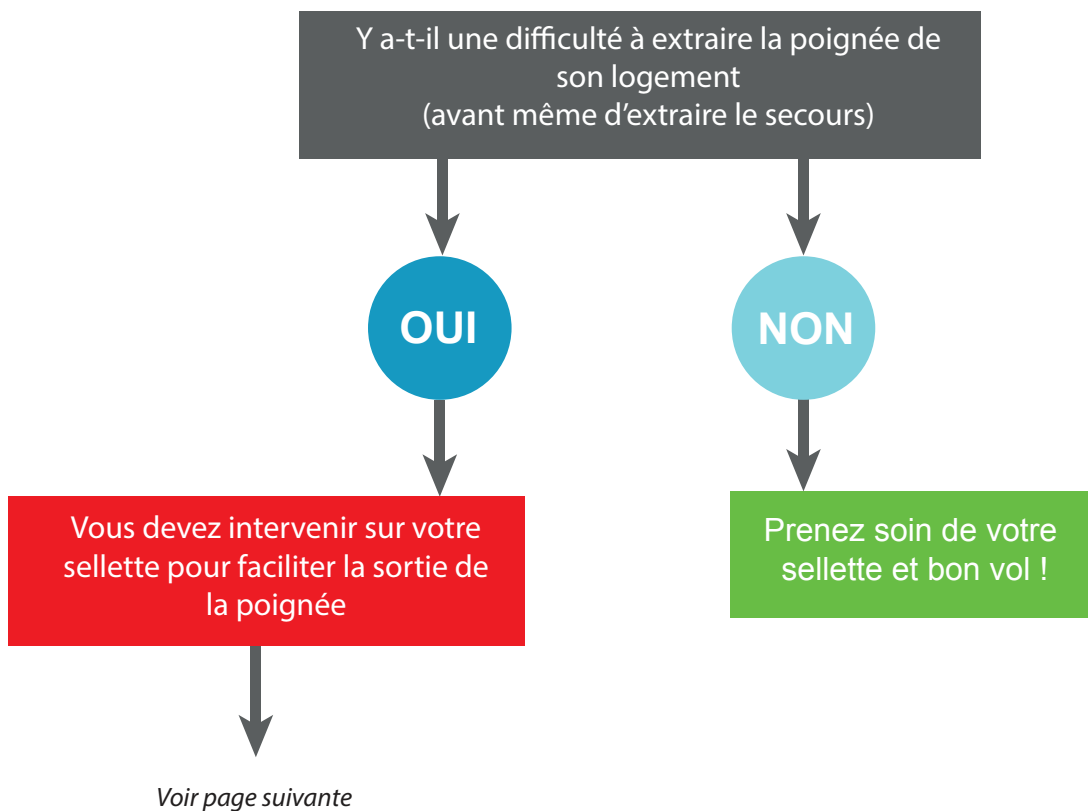 Y a-t-il une difficulté à extraire la poignée de
son logement
(avant même d'extraire le secours)
OUI
NON
Vous devez intervenir sur votre
sellette pour faciliter la sortie de
la poignée
Prenez soin de votre
sellette et bon vol !
Voir page suivante